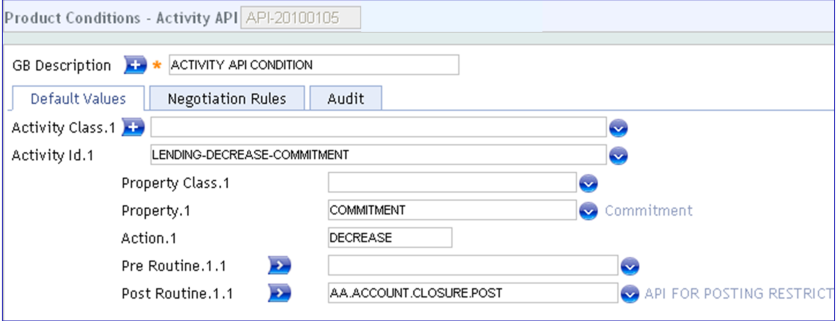 Product Conditions - Activity API API-20100105
GB Description * ACTIVITY API CONDITION
Default Values Negotiation Rules Audit
Activity Class.1
Activity Id.1 LENDING-DECREASE-COMMITMENT
Property Class.1
Property.1 COMMITMENT Commitment
Action.1 DECREASE
Pre Routine.1.1
Post Routine.1.1 AA.ACCOUNT.CLOSURE.POST API FOR POSTING RESTRICT